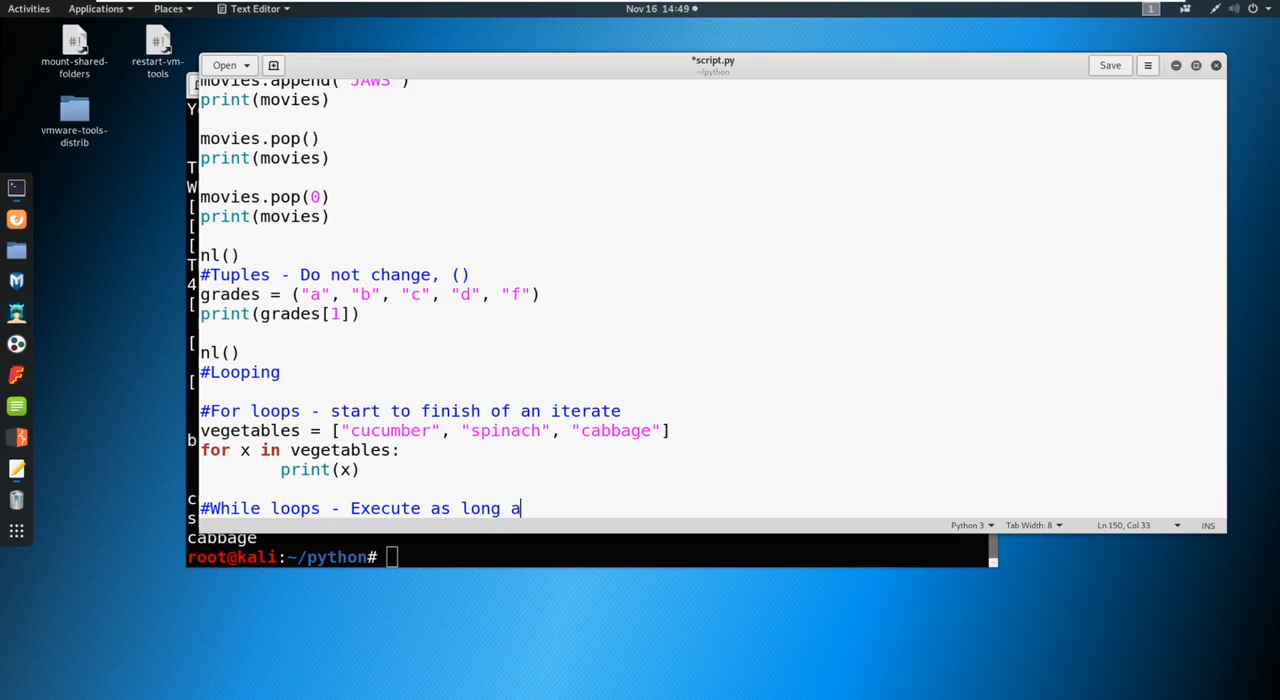 Activities Applications Places Text Editor Nov 16 14:49 1
mount-shared-folders
restart-vm-tools
vmware-tools-distrib
Open *script.py Save
~/python
movies.append("JAWS")
print(movies)
movies.pop()
print(movies)
movies.pop(0)
print(movies)
nl()
#Tuples - Do not change, ()
grades = ("a", "b", "c", "d", "f")
print(grades[1])
nl()
#Looping
#For loops - start to finish of an iterate
vegetables = ["cucumber", "spinach", "cabbage"]
for x in vegetables:
print(x)
#While loops - Execute as long a
Python 3 Tab Width: 8 Ln 150, Col 33 INS
cabbage
root@kali:~/python#